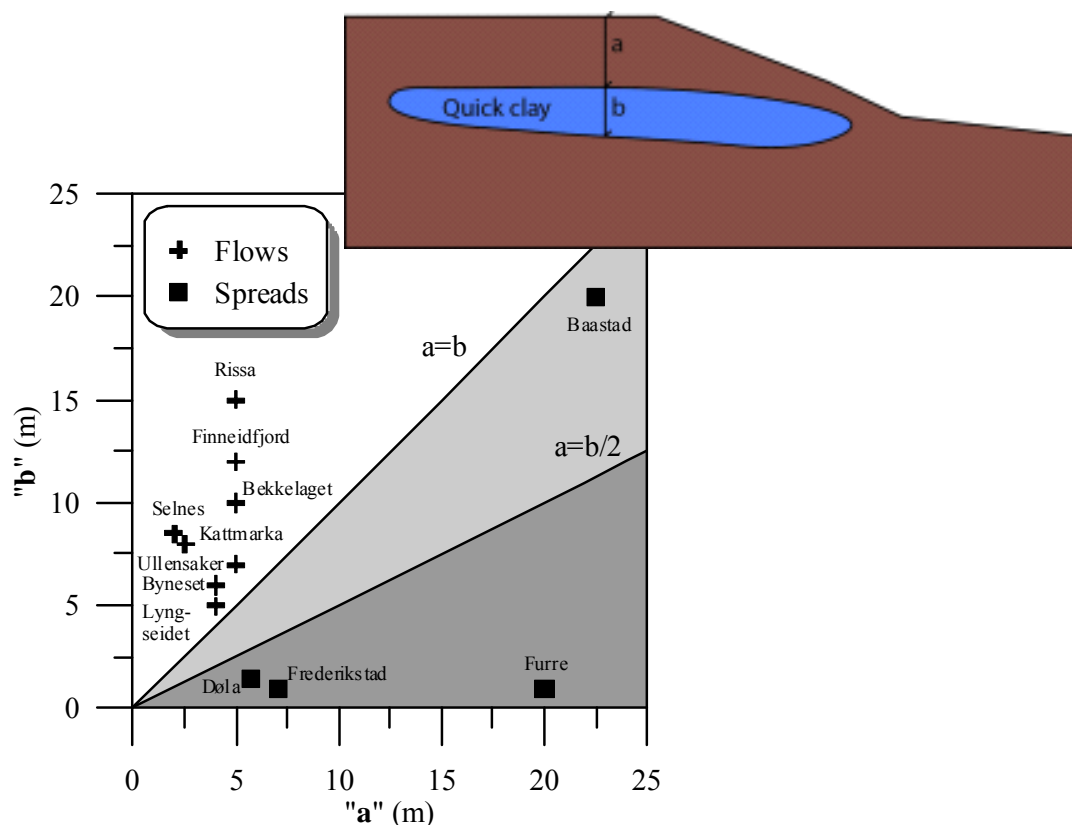 a
Quick clay
b
25
20
15
10
5
0
"b" (m)
Flows
Spreads
a=b
a=b/2
Baastad
Rissa
Finneidfjord
Bekkelaget
Selnes
Kattmarka
Ullensaker
Byneset
Lyng-
seidet
Døla
Frederikstad
Furre
0 5 10 15 20 25
"a" (m)